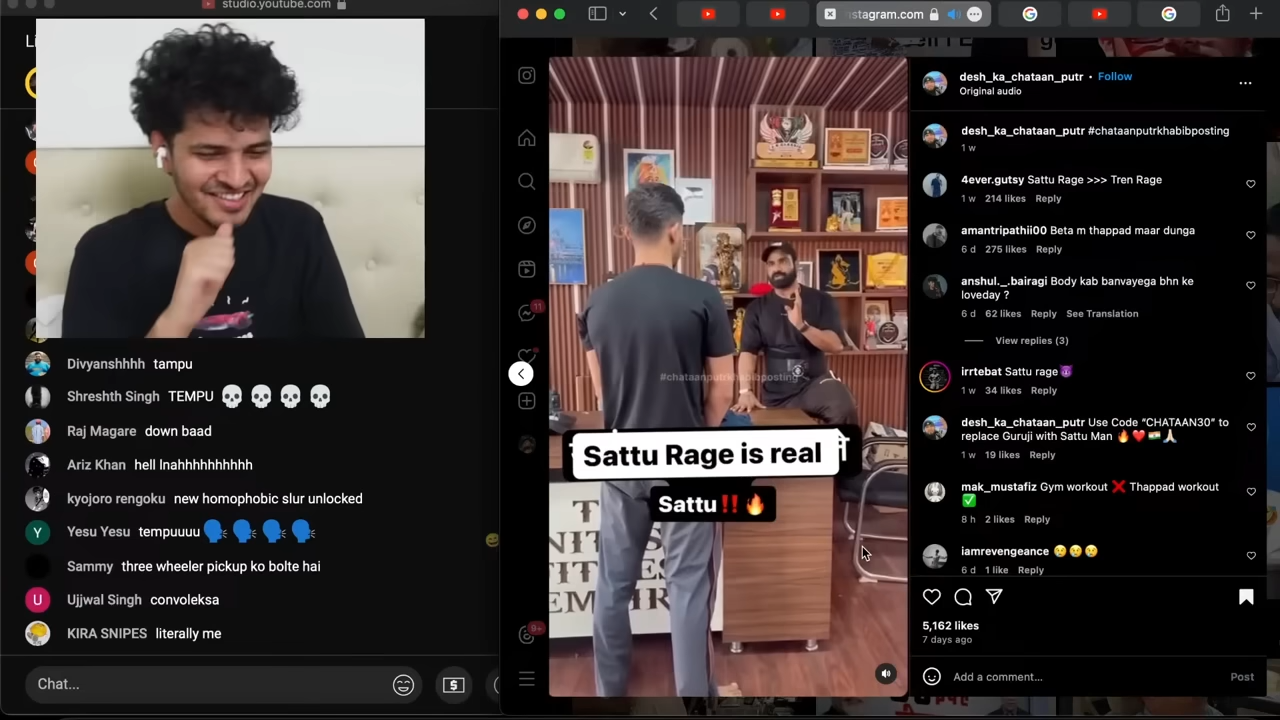 studio.youtube.com
Li
Divyanshhhh tampu
Shreshth Singh TEMPU 💀 💀 💀 💀
Raj Magare down baad
Ariz Khan hell lnahhhhhhhhhh
kyojoro rengoku new homophobic slur unlocked
Y
Yesu Yesu tempuuuu 🗣️ 🗣️ 🗣️ 🗣️
Sammy three wheeler pickup ko bolte hai
U
Ujjwal Singh convoleksa
KIRA SNIPES literally me
Chat...
stagram.com
11
9+
#chataanputrkhabibposting
Sattu Rage is real
Sattu‼️🔥
desh_ka_chataan_putr • Follow
Original audio
desh_ka_chataan_putr #chataanputrkhabibposting
1 w
4ever.gutsy Sattu Rage >>> Tren Rage
1 w 214 likes Reply
amantripathii00 Beta m thappad maar dunga
6 d 275 likes Reply
anshul._.bairagi Body kab banvayega bhn ke
loveday ?
6 d 62 likes Reply See Translation
View replies (3)
irrtebat Sattu rage😈
1 w 34 likes Reply
desh_ka_chataan_putr Use Code “CHATAAN30” to
replace Guruji with Sattu Man 🔥❤️🇮🇳🙏🏻
1 w 19 likes Reply
mak_mustafiz Gym workout ❌ Thappad workout
✅
8 h 2 likes Reply
iamrevengeance 😢😢😢
6 d 1 like Reply
5,162 likes
7 days ago
Add a comment...
Post